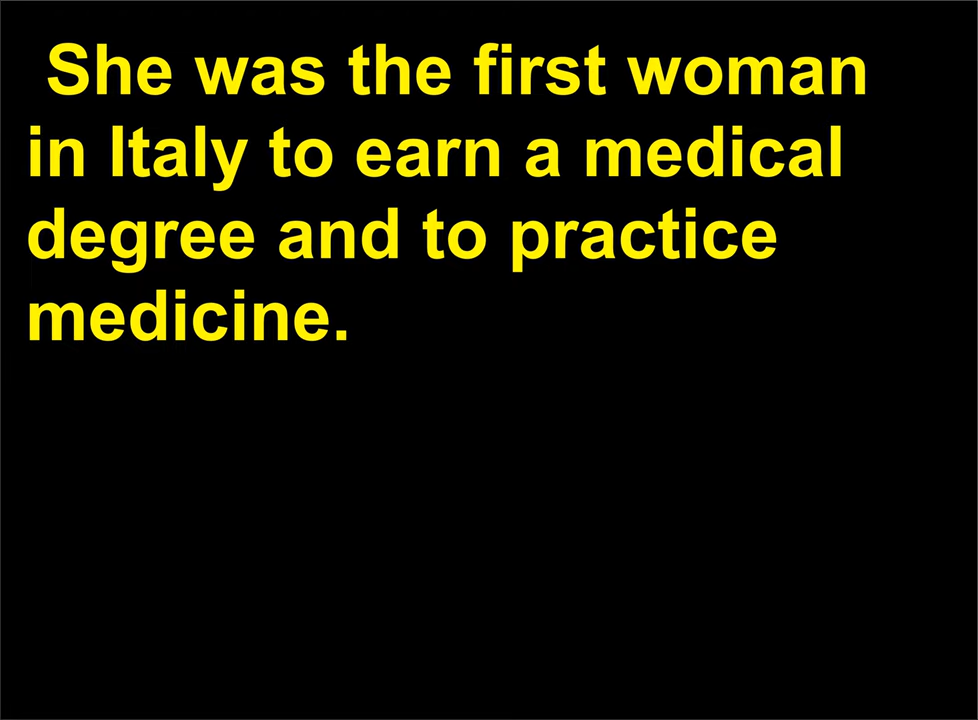 She was the first woman
in Italy to earn a medical
degree and to practice
medicine.